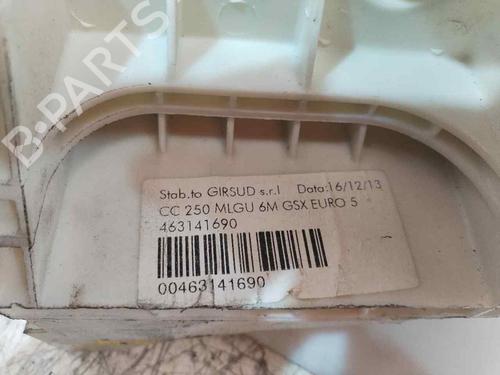 B-PARTS
Stab.to GIRSUD s.r.l Data:16/12/13
CC 250 MLGU 6M GSX EURO 5
463141690
00463141690